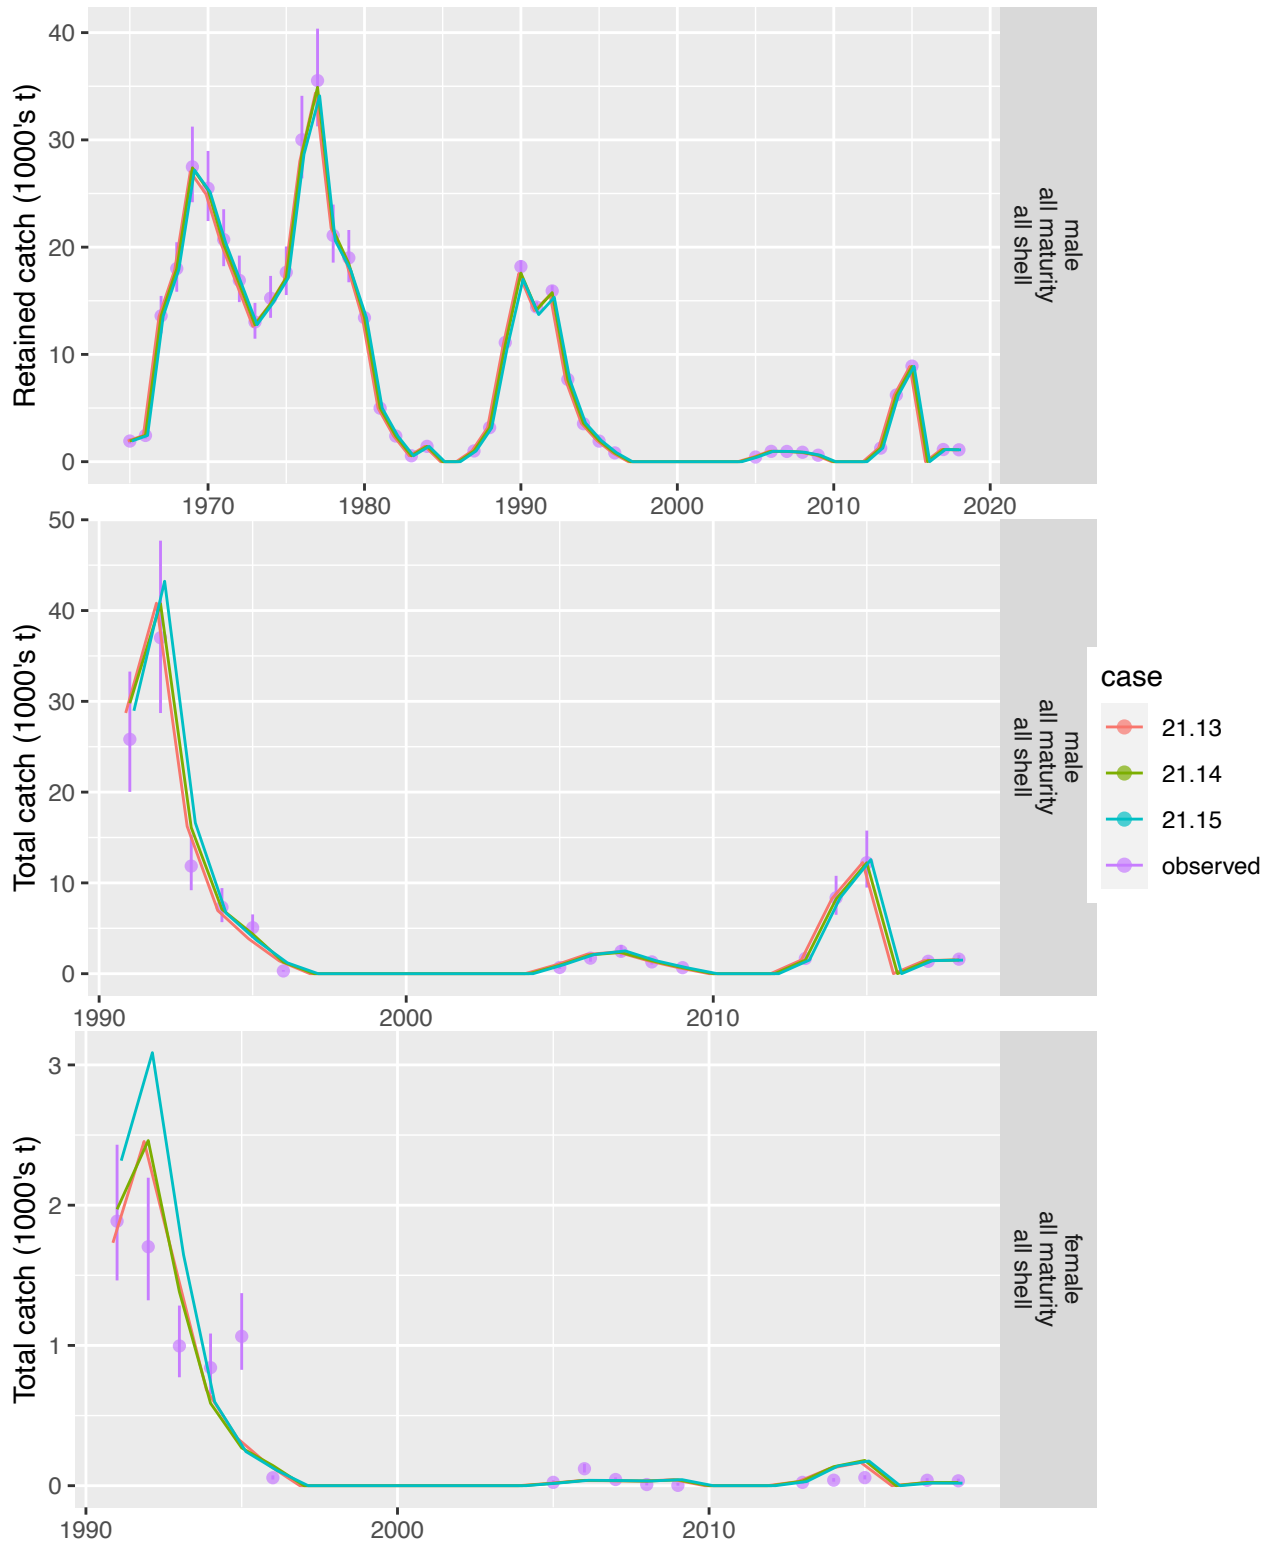 Retained catch (1000's t)
40
30
20
10
0
1970 1980 1990 2000 2010 2020
male
all maturity
all shell
Total catch (1000's t)
50
40
30
20
10
0
1990 2000 2010
male
all maturity
all shell
case
21.13
21.14
21.15
observed
Total catch (1000's t)
3
2
1
0
1990 2000 2010
female
all maturity
all shell